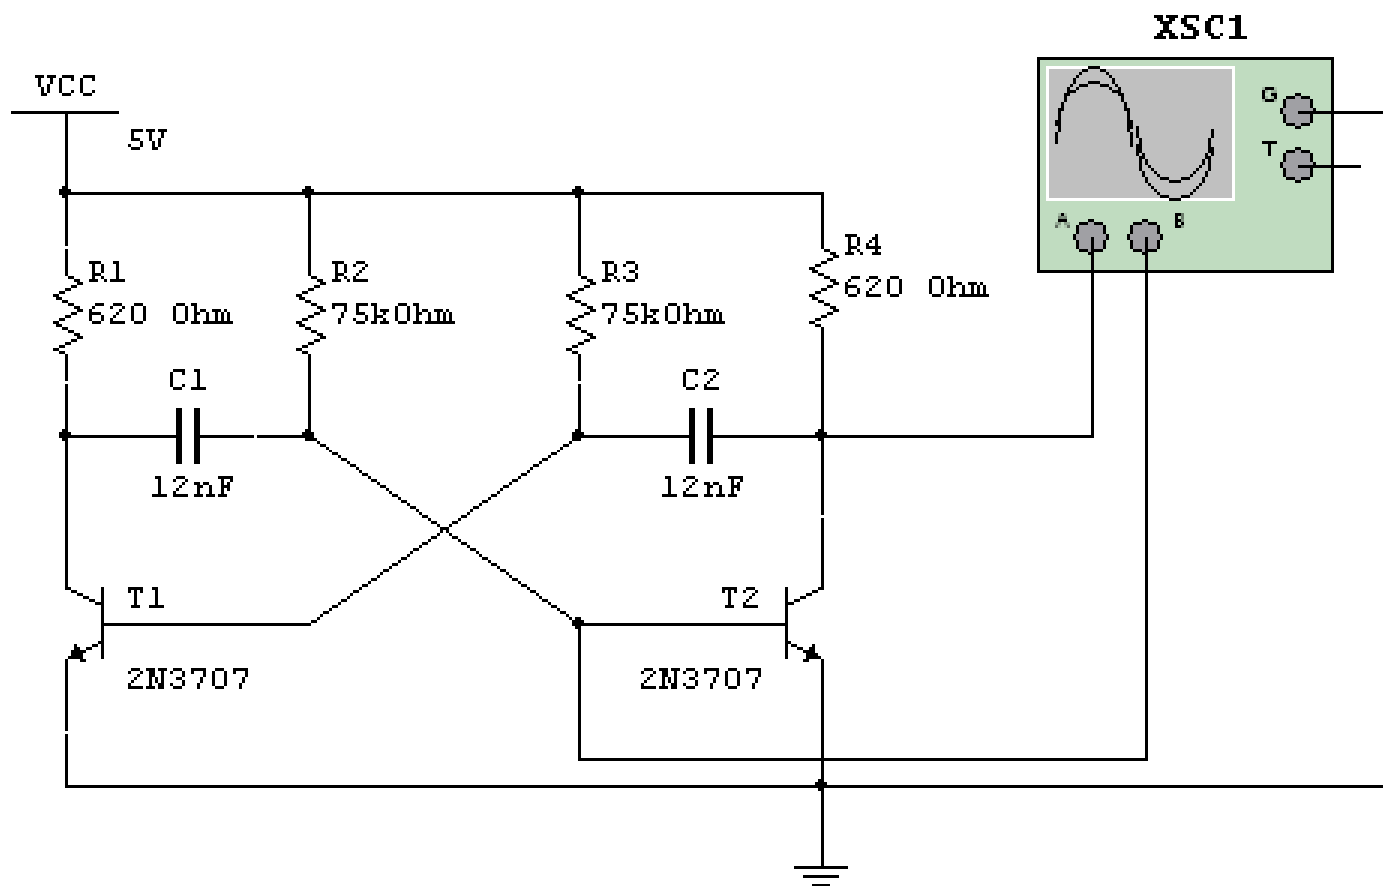 XSC1
VCC
5V
G
T
A
B
R1
620 Ohm
R2
75kOhm
R3
75kOhm
R4
620 Ohm
C1
12nF
C2
12nF
T1
2N3707
T2
2N3707